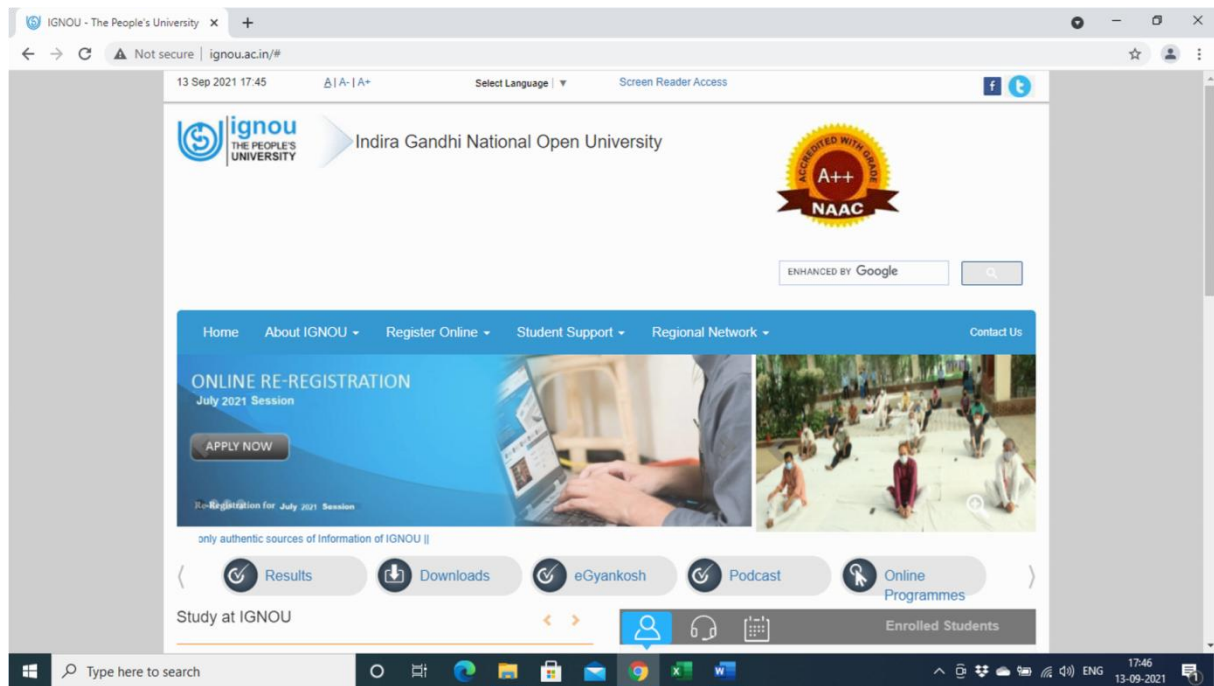 IGNOU - The People's University
Not secure | ignou.ac.in/#
13 Sep 2021 17:45 A | A- | A+ Select Language ▼ Screen Reader Access
ignou
THE PEOPLE'S
UNIVERSITY
Indira Gandhi National Open University
ACCREDITED WITH GRADE
A++
NAAC
ENHANCED BY Google
Home About IGNOU Register Online Student Support Regional Network Contact Us
ONLINE RE-REGISTRATION
July 2021 Session
APPLY NOW
Re-Registration for July 2021 Session
only authentic sources of Information of IGNOU ||
Results Downloads eGyankosh Podcast Online
Programmes
Study at IGNOU
Enrolled Students
Type here to search
ENG
17:46
13-09-2021
1